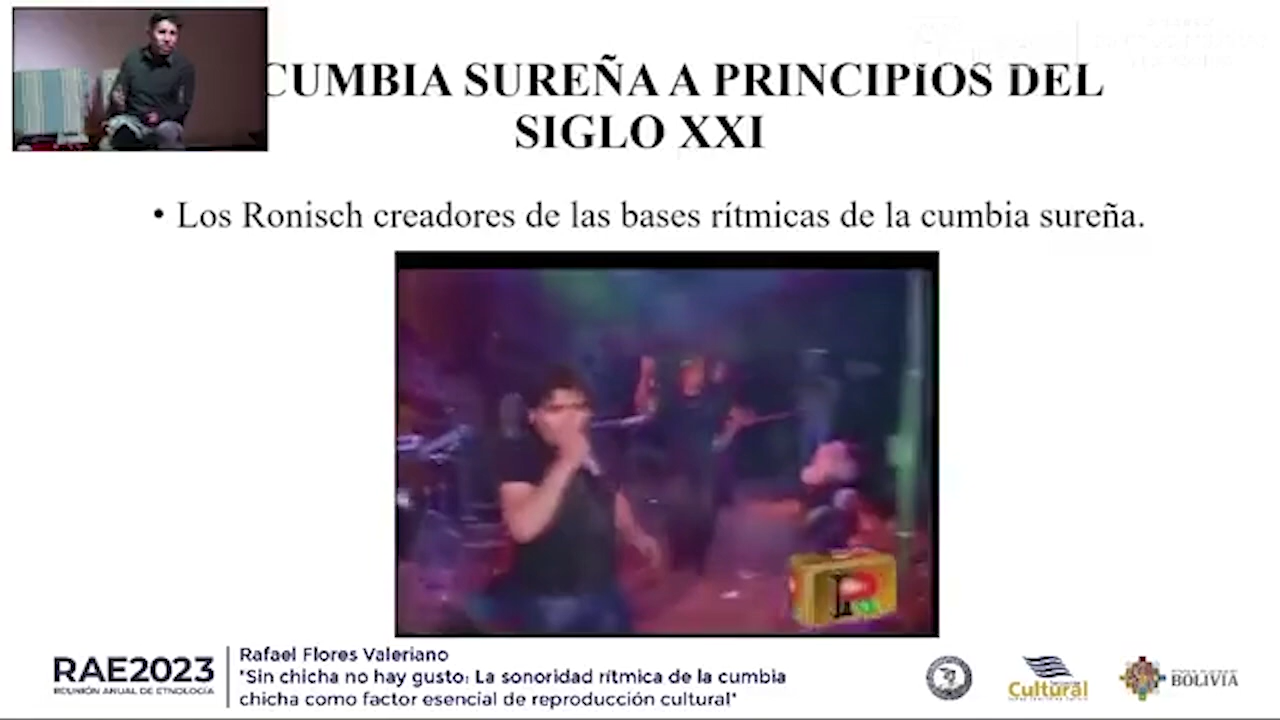 CUMBIA SUREÑA A PRINCIPIOS DEL
SIGLO XXI
• Los Ronisch creadores de las bases rítmicas de la cumbia sureña.
RAE2023
REUNIÓN ANUAL DE ETNOLOGÍA
Rafael Flores Valeriano
"Sin chicha no hay gusto: La sonoridad rítmica de la cumbia
chicha como factor esencial de reproducción cultural"
Cultural
BOLIVIA